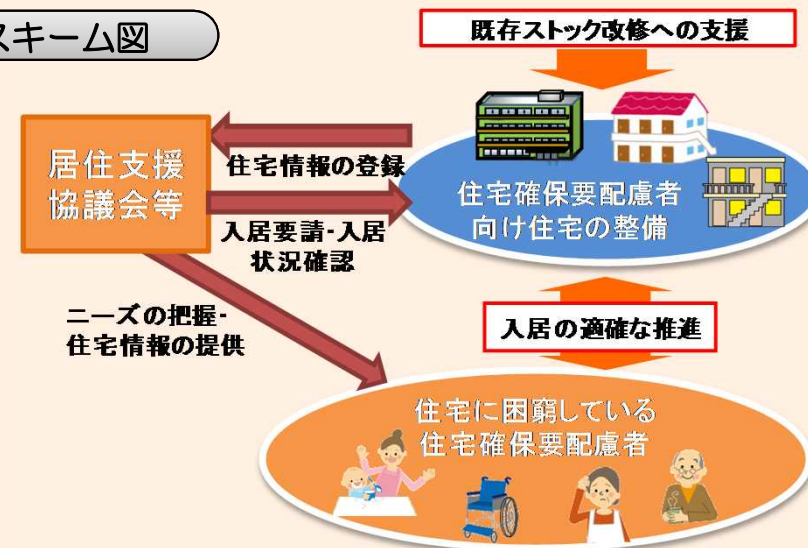 スキーム図
既存ストック改修への支援
居住支援
協議会等
住宅情報の登録
入居要請・入居
状況確認
住宅確保要配慮者
向け住宅の整備
ニーズの把握・
住宅情報の提供
入居の適確な推進
住宅に困窮している
住宅確保要配慮者